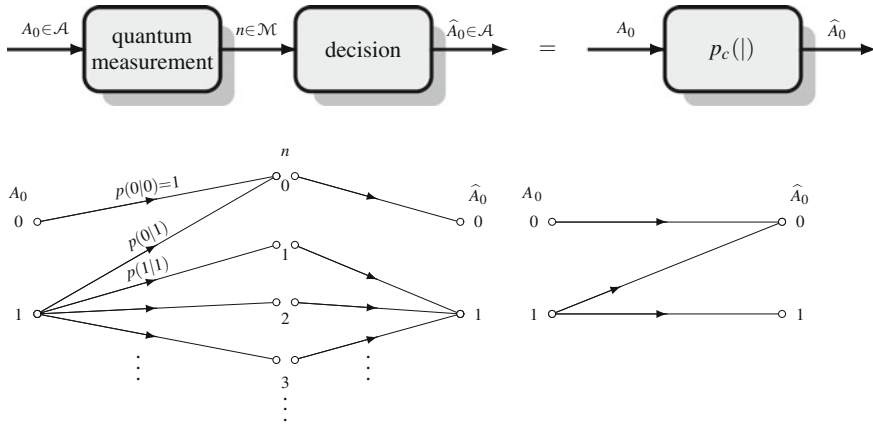 A₀∈𝒜 quantum measurement n∈ℳ decision Â₀∈𝒜 = A₀ p_c(|) Â₀
n
A₀ p(0|0)=1 0 Â₀ A₀ Â₀
0 p(0|1) 0 0 0
p(1|1) 1
1 2 1 1 1
⋮ 3 ⋮
⋮